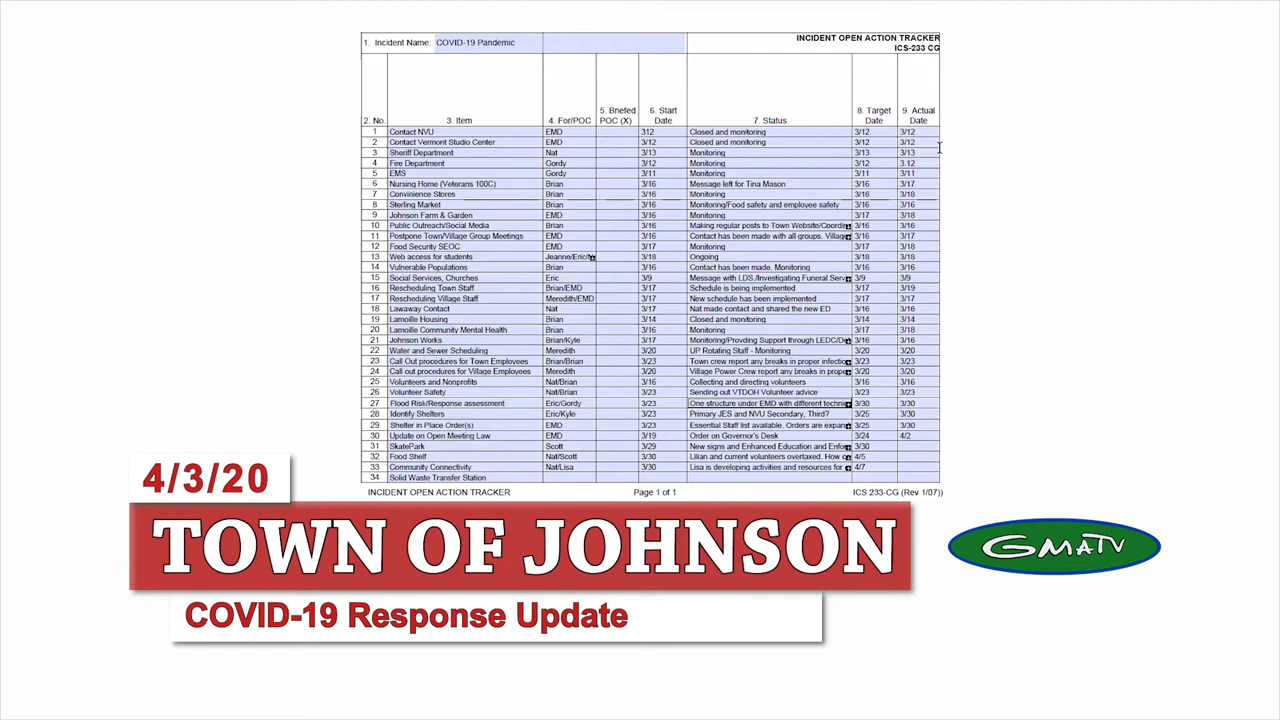 1. Incident Name: COVID-19 Pandemic INCIDENT OPEN ACTION TRACKER
ICS-233 CG
2. No. 3. Item 4. For/POC 5. Briefed POC (X) 6. Start Date 7. Status 8. Target Date 9. Actual Date
1 Contact NVU EMD 312 Closed and monitoring 3/12 3/12
2 Contact Vermont Studio Center EMD 3/12 Closed and monitoring 3/12 3/12
3 Sheriff Department Nat 3/13 Monitoring 3/13 3/13
4 Fire Department Gordy 3/12 Monitoring 3/12 3.12
5 EMS Gordy 3/11 Monitoring 3/11 3/11
6 Nursing Home (Veterans 100C) Brian 3/16 Message left for Tina Mason 3/16 3/17
7 Convinience Stores Brian 3/16 Monitoring 3/16 3/18
8 Sterling Market Brian 3/16 Monitoring/Food safety and employee safety 3/16 3/16
9 Johnson Farm & Garden EMD 3/16 Monitoring 3/17 3/18
10 Public Outreach/Social Media Brian 3/16 Making regular posts to Town Website/Coordin 3/16 3/16
11 Postpone Town/Village Group Meetings EMD 3/16 Contact has been made with all groups. Villag 3/16 3/17
12 Food Security SEOC EMD 3/17 Monitoring 3/17 3/18
13 Web access for students Jeanne/Eric/ 3/18 Ongoing 3/18 3/18
14 Vulnerable Populations Brian 3/16 Contact has been made. Monitoring 3/16 3/16
15 Social Services, Churches Eric 3/9 Message with LDS./Investigating Funeral Serv 3/9 3/9
16 Rescheduling Town Staff Brian/EMD 3/17 Schedule is being implemented 3/17 3/19
17 Rescheduling Village Staff Meredith/EMD 3/17 New schedule has been implemented 3/17 3/17
18 Lawaway Contact Nat 3/17 Nat made contact and shared the new ED 3/16 3/16
19 Lamoille Housing Brian 3/14 Closed and monitoring 3/14 3/14
20 Lamoille Community Mental Health Brian 3/16 Monitoring 3/17 3/18
21 Johnson Works Brian/Kyle 3/17 Monitoring/Provding Support through LEDC/D 3/16 3/16
22 Water and Sewer Scheduling Meredith 3/20 UP Rotating Staff - Monitoring 3/20 3/20
23 Call Out procedures for Town Employees Brian/Brian 3/23 Town crew report any breaks in proper infectio 3/23 3/23
24 Call out procedures for Village Employees Meredith 3/20 Village Power Crew report any breaks in prope 3/20 3/20
25 Volunteers and Nonprofits Nat/Brian 3/16 Collecting and directing volunteers 3/16 3/16
26 Volunteer Safety Nat/Brian 3/23 Sending out VTDOH Volunteer advice 3/23 3/23
27 Flood Risk/Response assessment Eric/Gordy 3/23 One structure under EMD with different techni 3/30 3/30
28 Identify Shelters Eric/Kyle 3/23 Primary JES and NVU Secondary, Third? 3/25 3/30
29 Shelter in Place Order(s) EMD 3/23 Essential Staff list available. Orders are expan 3/25 3/30
30 Update on Open Meeting Law EMD 3/19 Order on Governor's Desk 3/24 4/2
31 SkatePark Scott 3/29 New signs and Enhanced Education and Enfo 3/30
32 Food Shelf Nat/Scott 3/30 Lilian and current volunteers overtaxed. How c 4/5
33 Community Connectivity Nat/Lisa 3/30 Lisa is developing activities and resources for 4/7
34 Solid Waste Transfer Station
INCIDENT OPEN ACTION TRACKER Page 1 of 1 ICS 233-CG (Rev 1/07))
4/3/20
TOWN OF JOHNSON
GMATV
COVID-19 Response Update